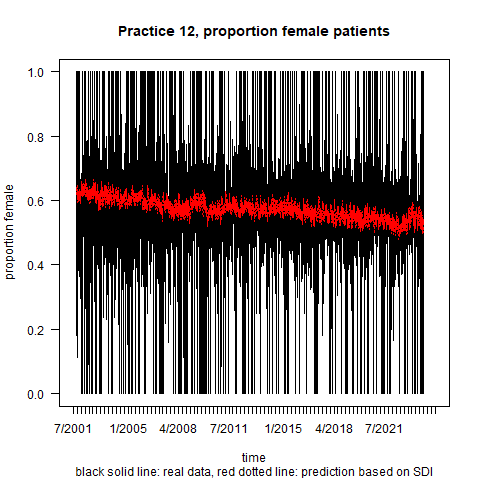 Practice 12, proportion female patients
proportion female
1.0
0.8
0.6
0.4
0.2
0.0
7/2001 1/2005 4/2008 7/2011 1/2015 4/2018 7/2021
time
black solid line: real data, red dotted line: prediction based on SDI